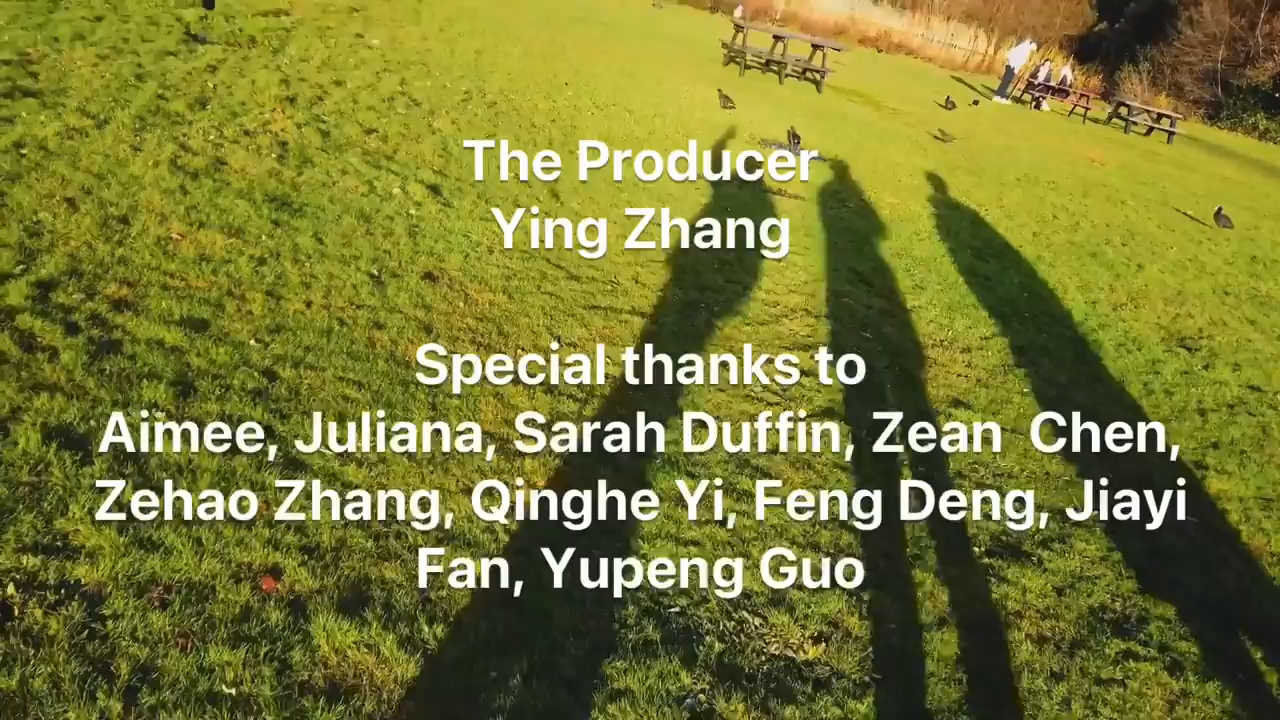 The Producer
Ying Zhang
Special thanks to
Aimee, Juliana, Sarah Duffin, Zean  Chen,
Zehao Zhang, Qinghe Yi, Feng Deng, Jiayi
Fan, Yupeng Guo